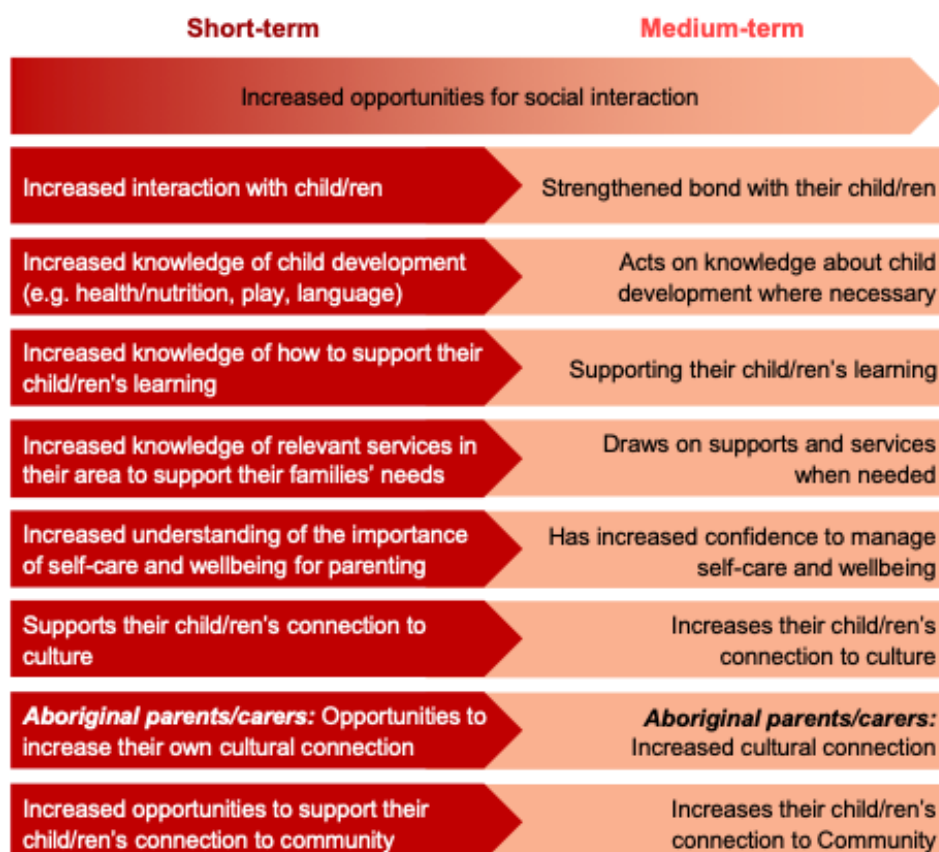 Short-term
Medium-term
Increased opportunities for social interaction
Increased interaction with child/ren
Strengthened bond with their child/ren
Increased knowledge of child development
(e.g. health/nutrition, play, language)
Acts on knowledge about child
development where necessary
Increased knowledge of how to support their
child/ren's learning
Supporting their child/ren's learning
Increased knowledge of relevant services in
their area to support their families' needs
Draws on supports and services
when needed
Increased understanding of the importance
of self-care and wellbeing for parenting
Has increased confidence to manage
self-care and wellbeing
Supports their child/ren's connection to
culture
Increases their child/ren's
connection to culture
Aboriginal parents/carers: Opportunities to
increase their own cultural connection
Aboriginal parents/carers:
Increased cultural connection
Increased opportunities to support their
child/ren's connection to community
Increases their child/ren's
connection to Community